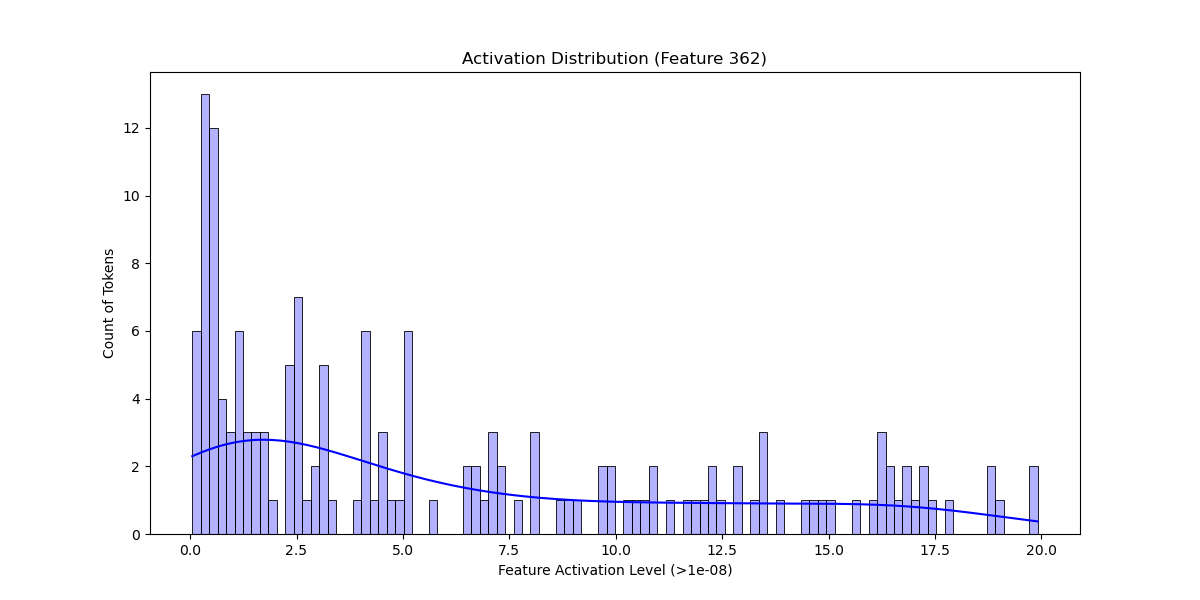 Activation Distribution (Feature 362)
12
10
8
6
4
2
0
Count of Tokens
0.0 2.5 5.0 7.5 10.0 12.5 15.0 17.5 20.0
Feature Activation Level (>1e-08)